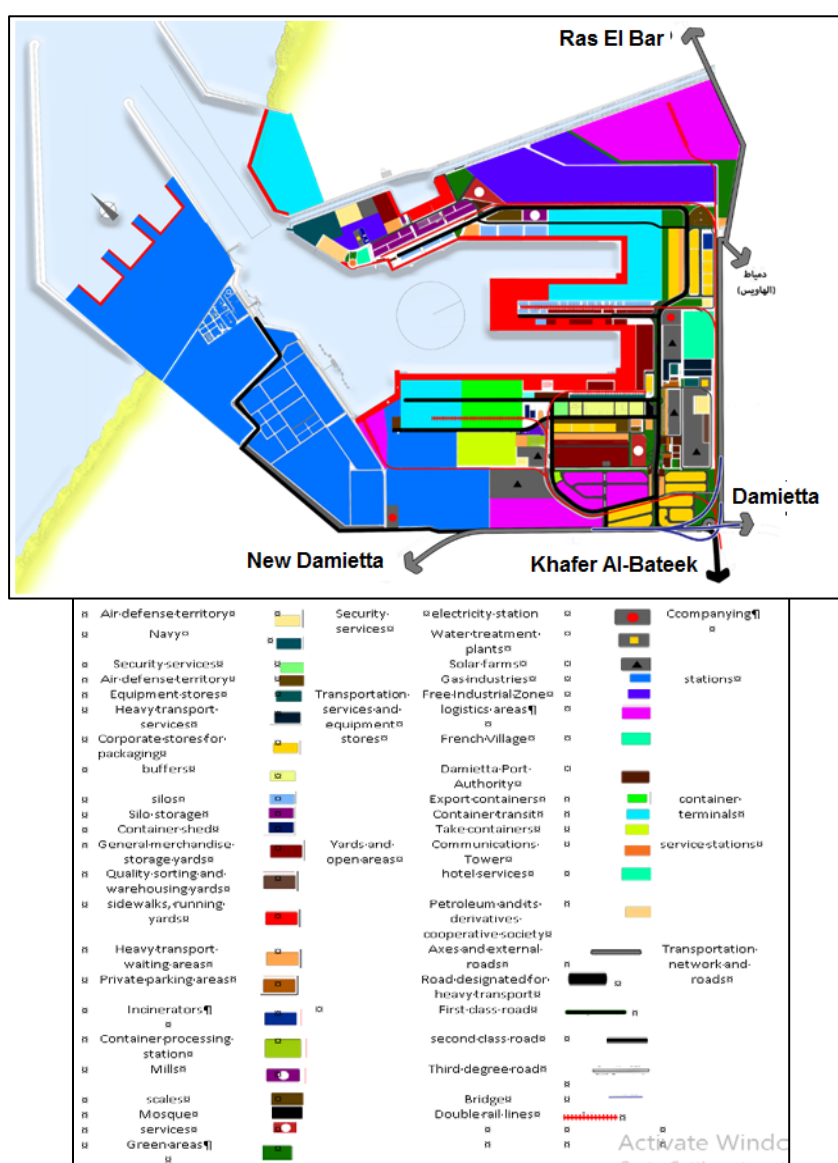 Ras El Bar
دمياط
(الهاويس)
Damietta
New Damietta
Khafer Al-Bateek
¤ Air·defense·territory¤ ¤ Security· ¤ electricity·station ¤ Ccompanying¶
¤ Navy¤ ¤ services¤ Water·treatment· ¤ ¤
plants¤
¤ Security·services¤ ¤ Solar·farms¤ ¤
¤ Air·defense·territory¤ ¤ Gas·industries¤ ¤ stations¤
¤ Equipment·stores¤ ¤ Transportation· Free·Industrial·Zone¤ ¤
¤ Heavy·transport· ¤ services·and· logistics·areas¶ ¤
services¤ equipment¤ ¤
¤ Corporate·stores·for· ¤ stores¤ French·Village¤ ¤
packaging¤
¤ buffers¤ ¤ Damietta·Port· ¤
Authority¤
¤ silos¤ ¤ Export·containers¤ ¤ container·
¤ Silo·storage¤ ¤ Container·transit¤ ¤ terminals¤
¤ Container·shed¤ ¤ Take·containers¤ ¤
¤ General·merchandise· ¤ Yards·and· Communications· ¤ service·stations¤
storage·yards¤ open·areas¤ Tower¤
¤ Quality·sorting·and· ¤ hotel·services¤ ¤
warehousing·yards¤
¤ sidewalks,·running· ¤ Petroleum·and·its· ¤
yards¤ derivatives·
cooperative·society¤
¤ Heavy·transport· ¤ Axes·and·external· Transportation·
waiting·areas¤ roads¤ ¤ network·and·
¤ Private·parking·areas¤ ¤ Road·designated·for· roads¤
heavy·transport¤ ¤
¤ Incinerators¶ ¤ ¤ First·class·road¤ ¤ ¤
¤
¤ Container·processing· ¤ second·class·road¤ ¤
station¤
¤ Mills¤ ¤ Third·degree·road¤ ¤
¤
¤ scales¤ ¤ Bridge¤ ¤
¤ Mosque¤ Double·rail·lines¤ ¤
¤ services¤ ¤ ¤ ¤ ¤
¤ Green·areas¶ ¤ ¤ ¤ ¤
¤
Activate Windo